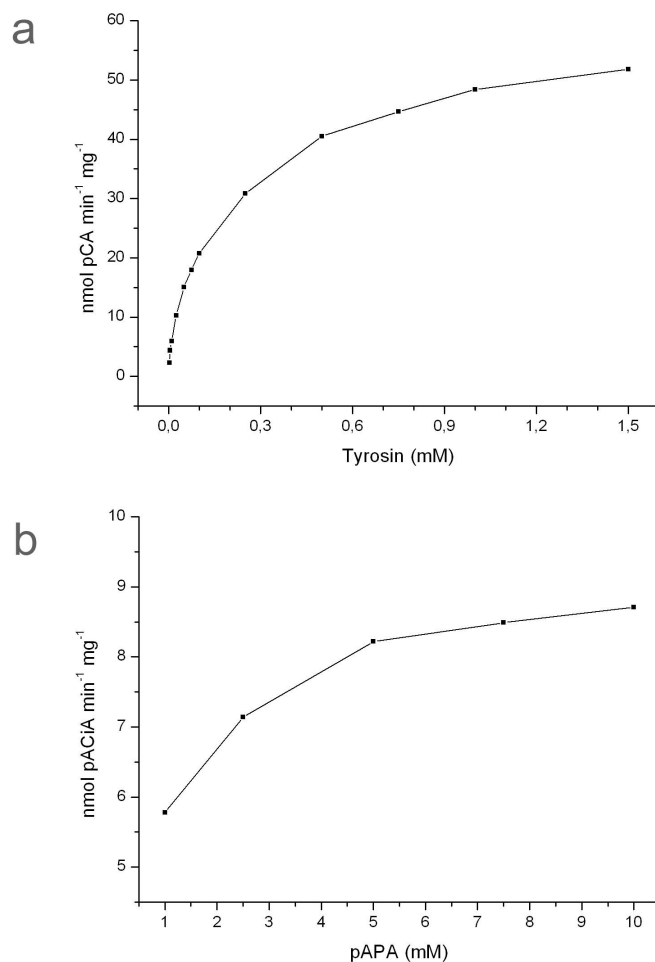 a
60
50
40
30
20
10
0
nmol pCA min⁻¹ mg⁻¹
0,0 0,3 0,6 0,9 1,2 1,5
Tyrosin (mM)
b
10
9
8
7
6
5
nmol pACiA min⁻¹ mg⁻¹
1 2 3 4 5 6 7 8 9 10
pAPA (mM)